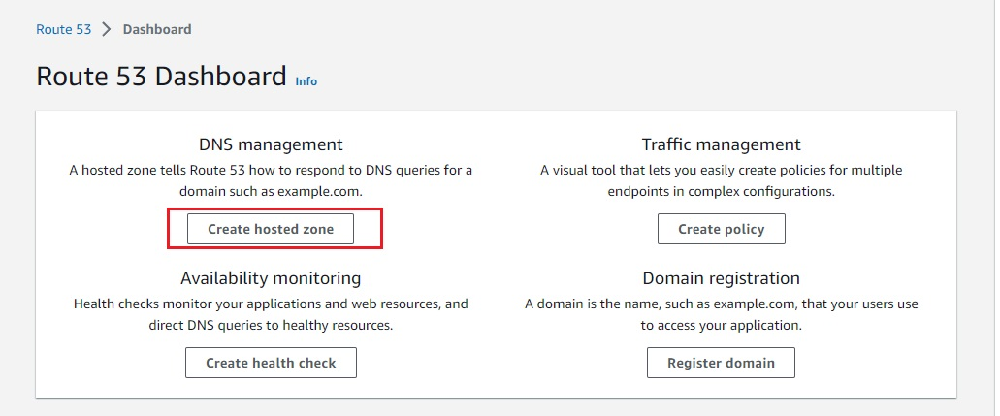 Route 53 > Dashboard
Route 53 Dashboard Info
DNS management
A hosted zone tells Route 53 how to respond to DNS queries for a
domain such as example.com.
Create hosted zone
Traffic management
A visual tool that lets you easily create policies for multiple
endpoints in complex configurations.
Create policy
Availability monitoring
Health checks monitor your applications and web resources, and
direct DNS queries to healthy resources.
Create health check
Domain registration
A domain is the name, such as example.com, that your users use
to access your application.
Register domain